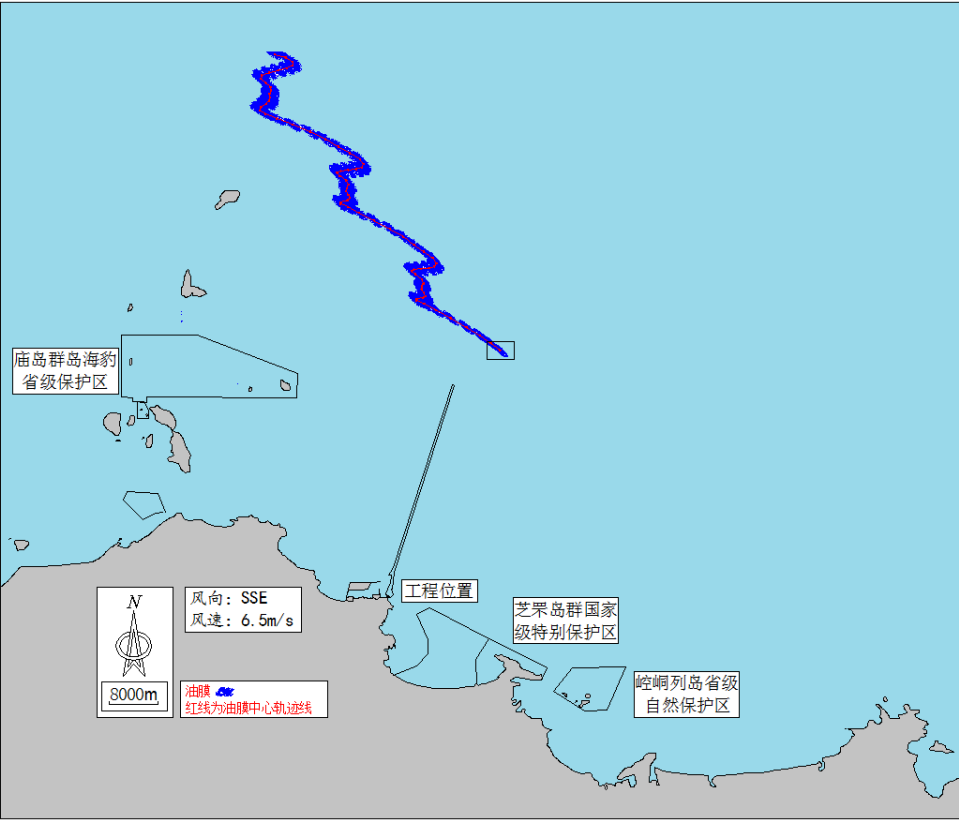 庙岛群岛海豹
省级保护区
工程位置
芝罘岛群国家
级特别保护区
崆峒列岛省级
自然保护区
N
8000m
风向: SSE
风速: 6.5m/s
油膜
红线为油膜中心轨迹线